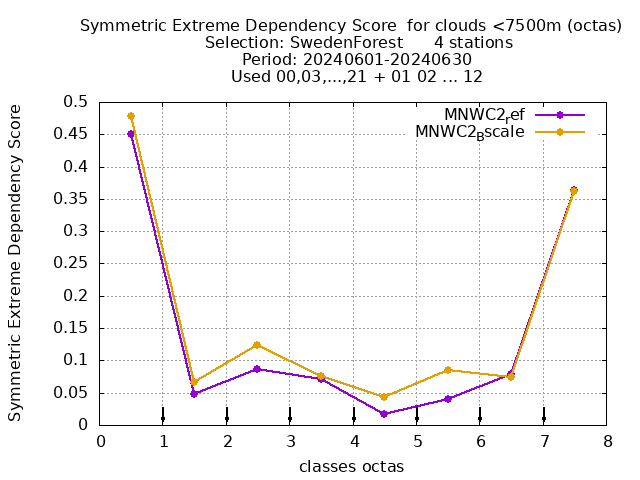 Symmetric Extreme Dependency Score  for clouds <7500m (octas)
Selection: SwedenForest      4 stations
Period: 20240601-20240630
Used 00,03,...,21 + 01 02 ... 12
Symmetric Extreme Dependency Score
0.5
0.45
0.4
0.35
0.3
0.25
0.2
0.15
0.1
0.05
0
MNWC2ref
MNWC2Bscale
0 1 2 3 4 5 6 7 8
classes octas